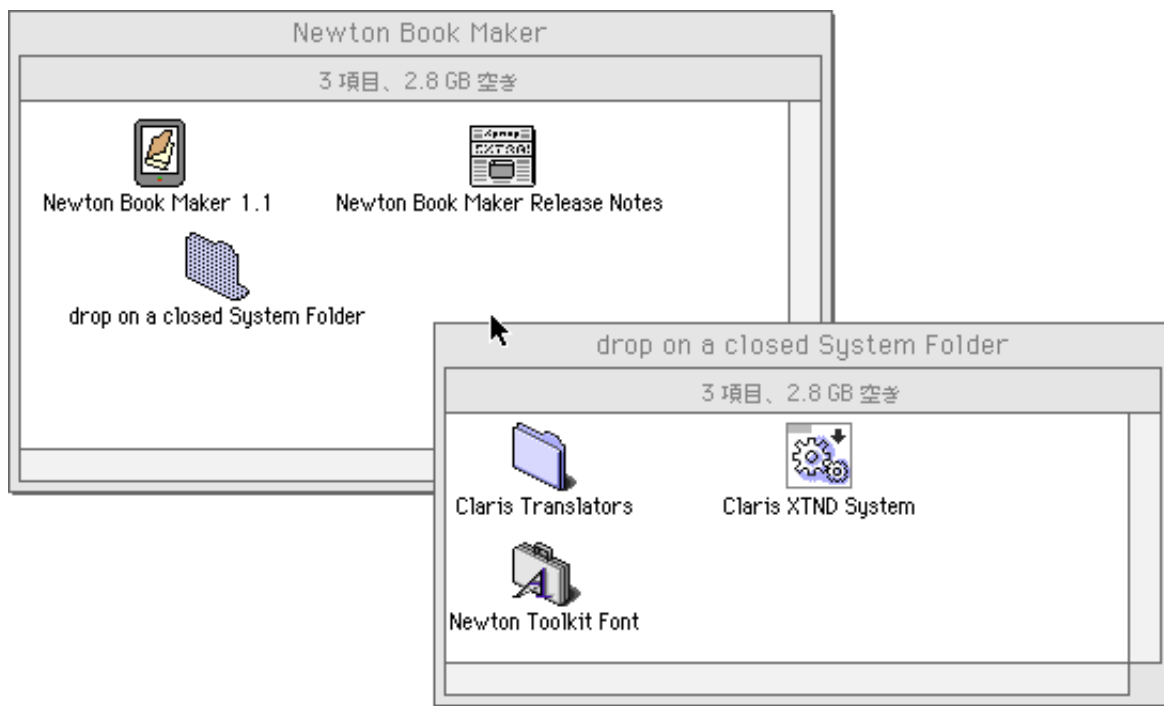 Newton Book Maker
3 項目、2.8 GB 空き
Newton Book Maker 1.1
Newton Book Maker Release Notes
drop on a closed System Folder
drop on a closed System Folder
3 項目、2.8 GB 空き
Claris Translators
Claris XTND System
Newton Toolkit Font